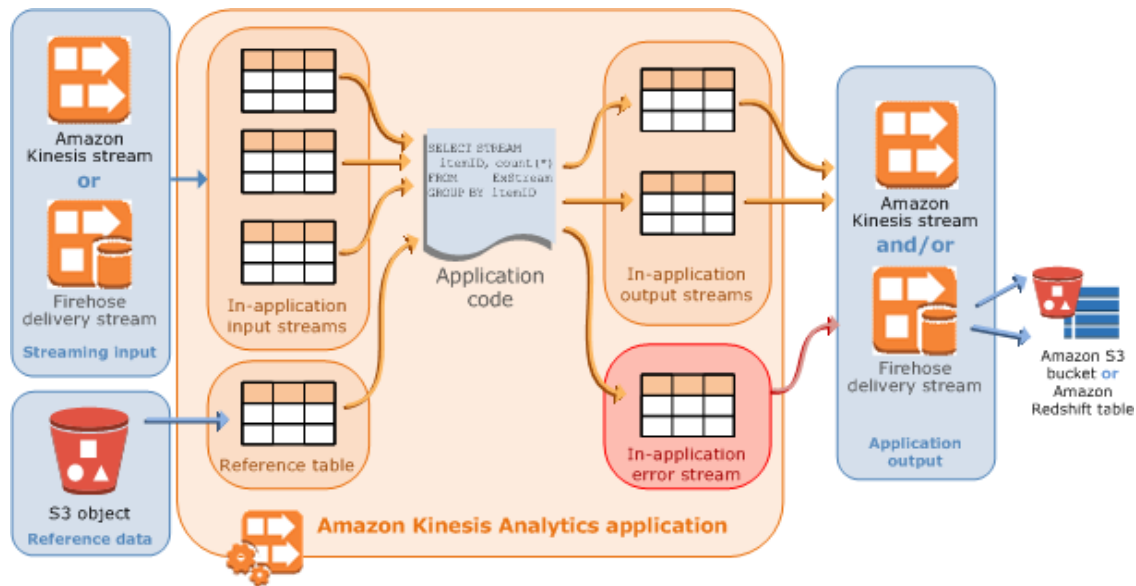 Amazon
Kinesis stream
or
Firehose
delivery stream
Streaming input
S3 object
Reference data
In-application
input streams
Reference table
SELECT STREAM
ItemID, count(*)
FROM ExStream
GROUP BY ItemID
Application
code
In-application
output streams
In-application
error stream
Amazon Kinesis Analytics application
Amazon
Kinesis stream
and/or
Firehose
delivery stream
Application
output
Amazon S3
bucket or
Amazon
Redshift table